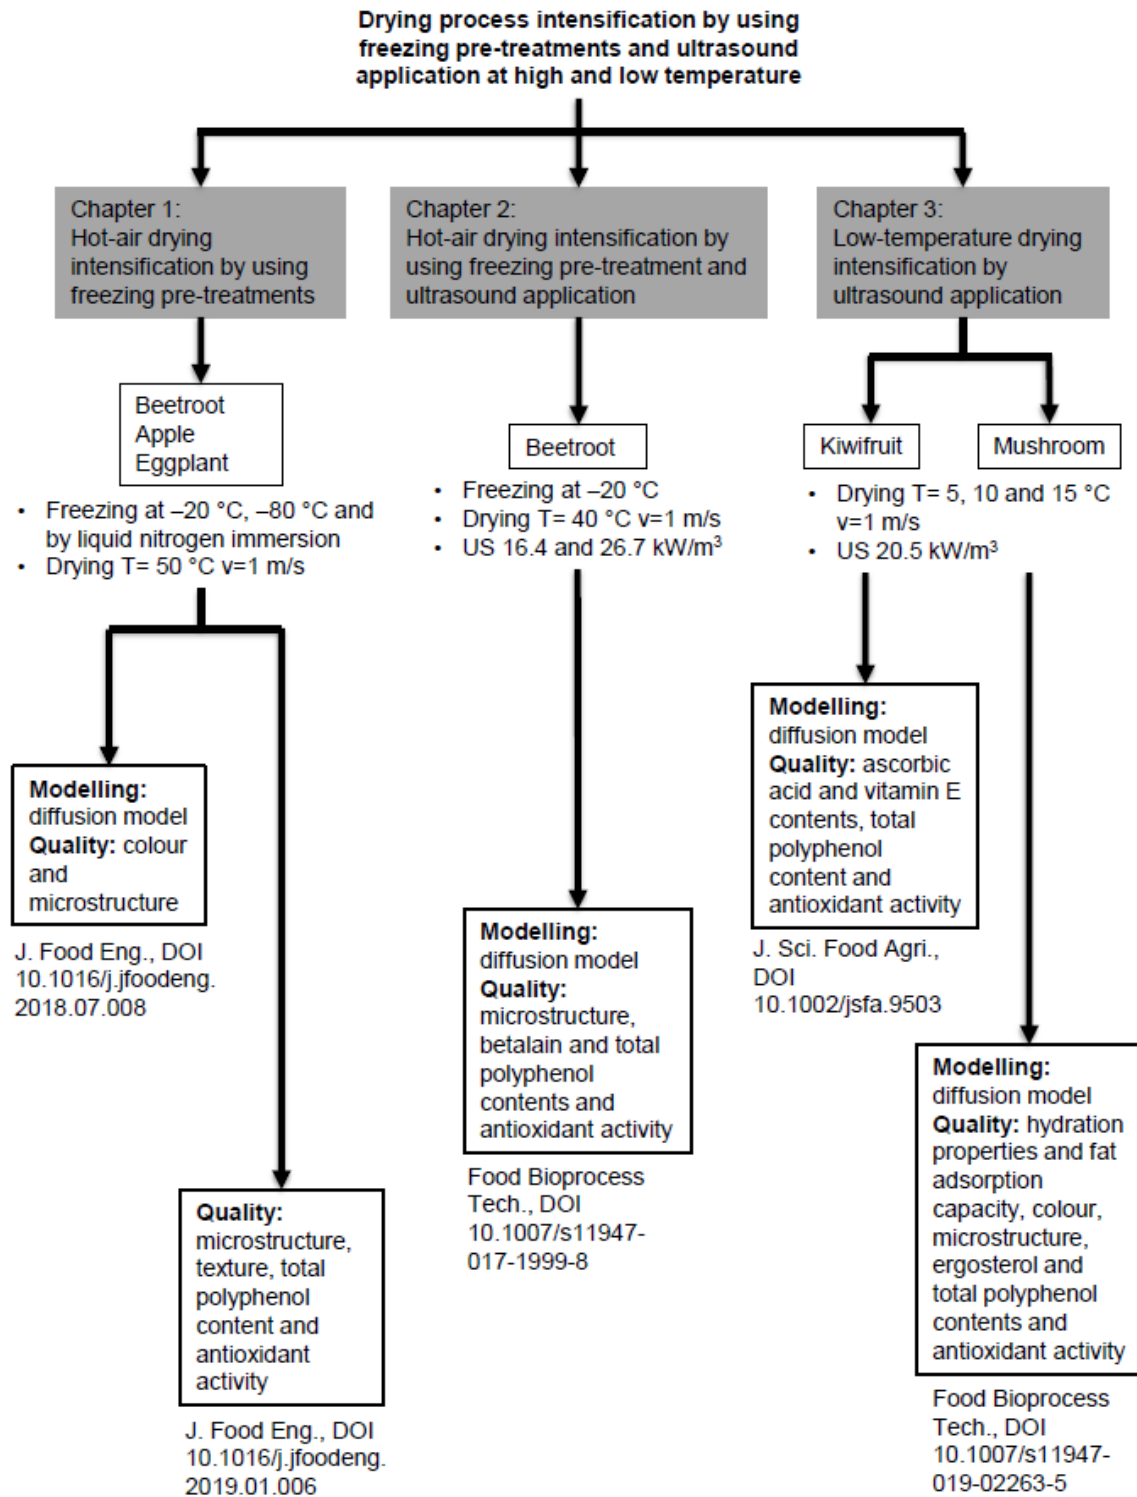 Drying process intensification by using
freezing pre-treatments and ultrasound
application at high and low temperature
Chapter 1:
Hot-air drying
intensification by using
freezing pre-treatments
Chapter 2:
Hot-air drying intensification by
using freezing pre-treatment and
ultrasound application
Chapter 3:
Low-temperature drying
intensification by
ultrasound application
Beetroot
Apple
Eggplant
• Freezing at –20 °C, –80 °C and
by liquid nitrogen immersion
• Drying T= 50 °C v=1 m/s
Beetroot
• Freezing at –20 °C
• Drying T= 40 °C v=1 m/s
• US 16.4 and 26.7 kW/m³
Kiwifruit
Mushroom
• Drying T= 5, 10 and 15 °C
v=1 m/s
• US 20.5 kW/m³
Modelling:
diffusion model
Quality: colour
and
microstructure
J. Food Eng., DOI
10.1016/j.jfoodeng.
2018.07.008
Quality:
microstructure,
texture, total
polyphenol
content and
antioxidant
activity
J. Food Eng., DOI
10.1016/j.jfoodeng.
2019.01.006
Modelling:
diffusion model
Quality:
microstructure,
betalain and total
polyphenol
contents and
antioxidant activity
Food Bioprocess
Tech., DOI
10.1007/s11947-
017-1999-8
Modelling:
diffusion model
Quality: ascorbic
acid and vitamin E
contents, total
polyphenol
content and
antioxidant activity
J. Sci. Food Agri.,
DOI
10.1002/jsfa.9503
Modelling:
diffusion model
Quality: hydration
properties and fat
adsorption
capacity, colour,
microstructure,
ergosterol and
total polyphenol
contents and
antioxidant activity
Food Bioprocess
Tech., DOI
10.1007/s11947-
019-02263-5